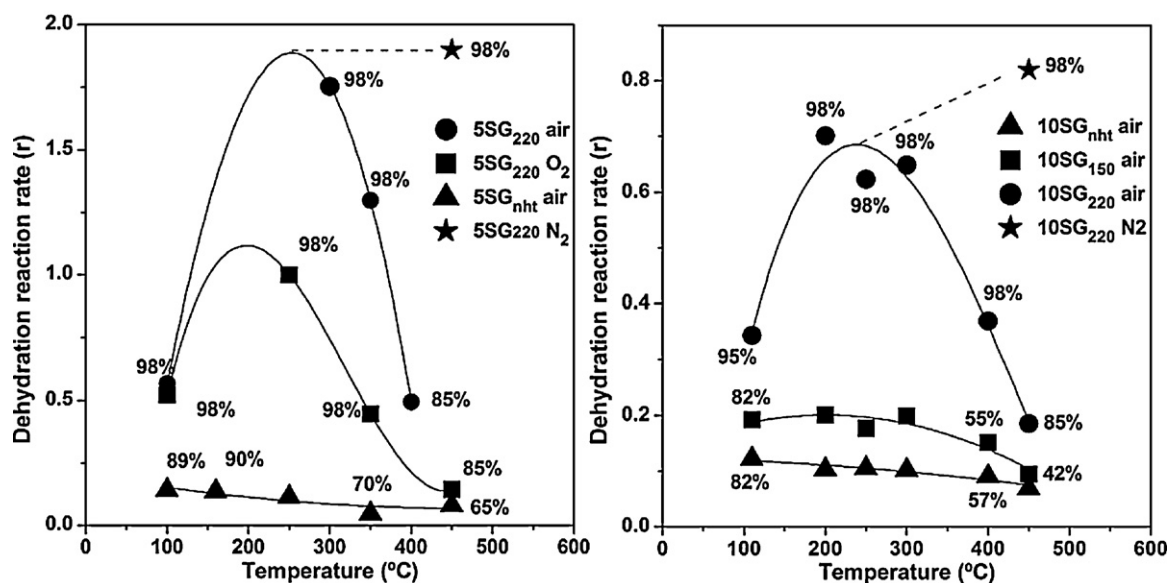 Dehydration reaction rate (r)
2.0
1.5
1.0
0.5
0.0
98%
98%
98%
98%
98%
98%
98%
85%
85%
89%
90%
70%
65%
5SG220 air
5SG220 O2
5SGnht air
5SG220 N2
0 100 200 300 400 500 600
Temperature (ºC)
Dehydration reaction rate (r)
0.8
0.6
0.4
0.2
0.0
98%
98%
98%
98%
98%
95%
85%
82%
55%
42%
82%
57%
10SGnht air
10SG150 air
10SG220 air
10SG220 N2
0 100 200 300 400 500 600
Temperature (ºC)